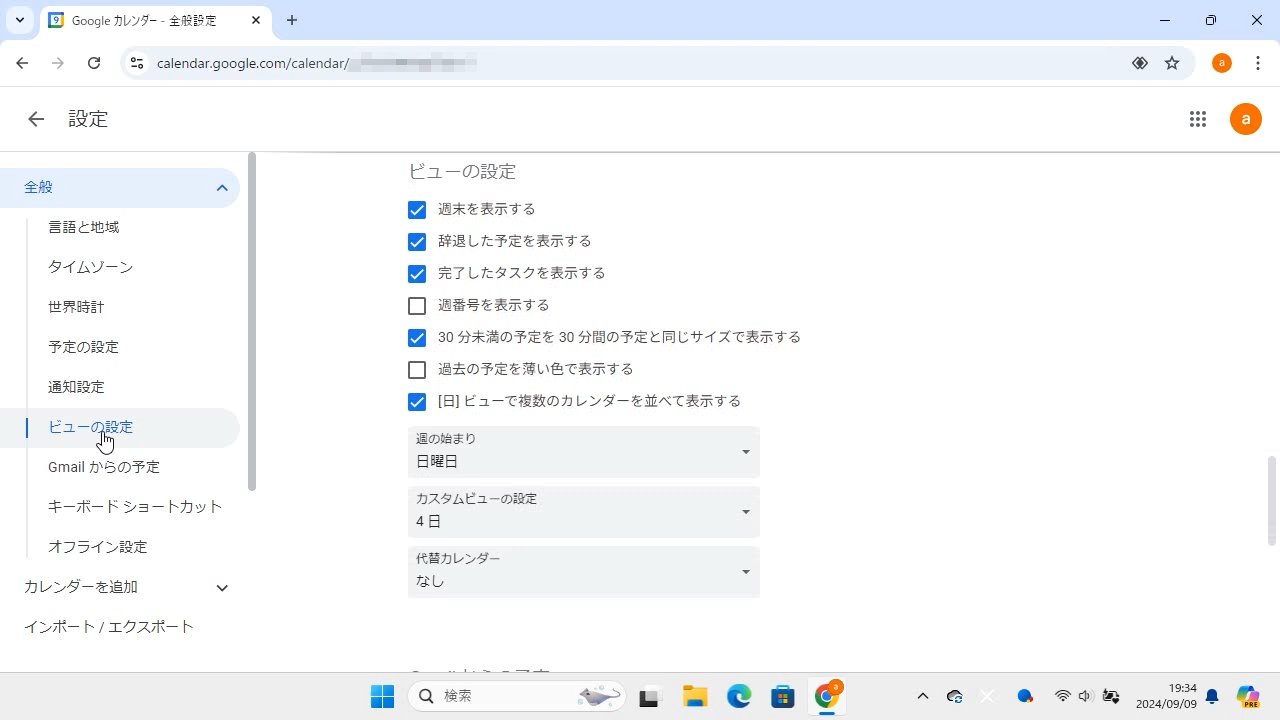 Google カレンダー - 全般設定
calendar.google.com/calendar/
a
設定
a
全般
言語と地域
タイムゾーン
世界時計
予定の設定
通知設定
ビューの設定
Gmail からの予定
キーボード ショートカット
オフライン設定
カレンダーを追加
インポート / エクスポート
ビューの設定
週末を表示する
辞退した予定を表示する
完了したタスクを表示する
週番号を表示する
30 分未満の予定を 30 分間の予定と同じサイズで表示する
過去の予定を薄い色で表示する
[日] ビューで複数のカレンダーを並べて表示する
週の始まり
日曜日
カスタムビューの設定
4 日
代替カレンダー
なし
検索
a
19:34
2024/09/09
PRE